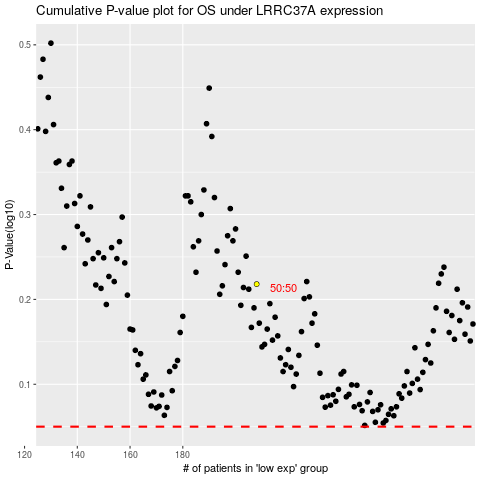 Cumulative P-value plot for OS under LRRC37A expression
0.5
0.4
0.3
0.2
0.1
P-Value(log10)
50:50
120 140 160 180
# of patients in 'low exp' group